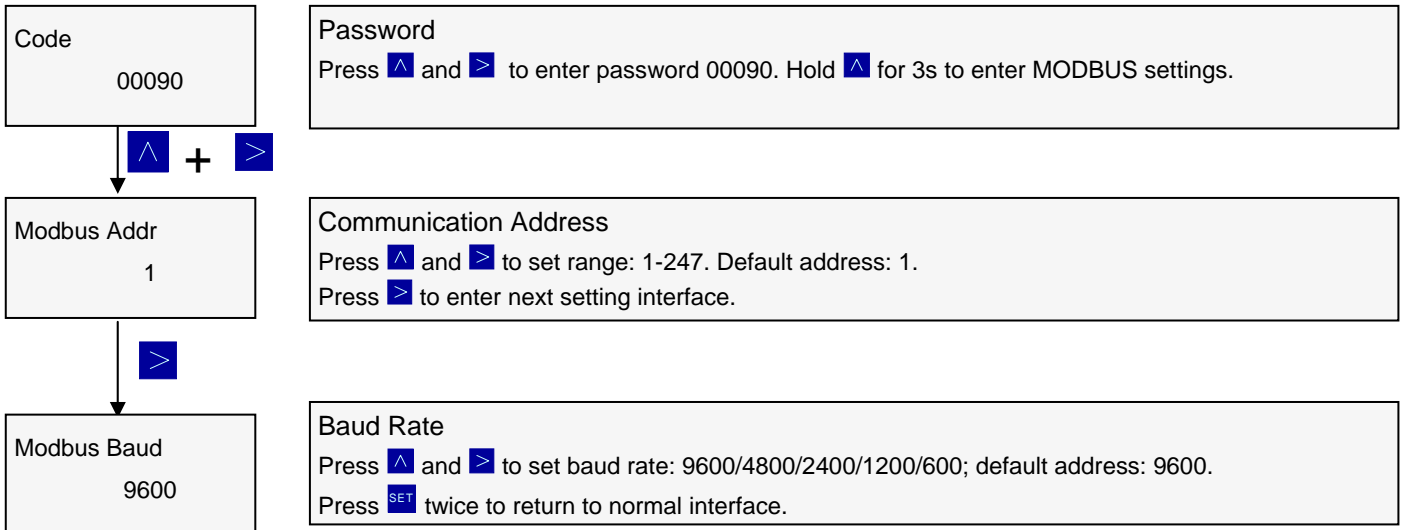 Code
00090
Password
Press ^ and > to enter password 00090. Hold ^ for 3s to enter MODBUS settings.
^ + >
Modbus Addr
1
Communication Address
Press ^ and > to set range: 1-247. Default address: 1.
Press > to enter next setting interface.
>
Modbus Baud
9600
Baud Rate
Press ^ and > to set baud rate: 9600/4800/2400/1200/600; default address: 9600.
Press SET twice to return to normal interface.